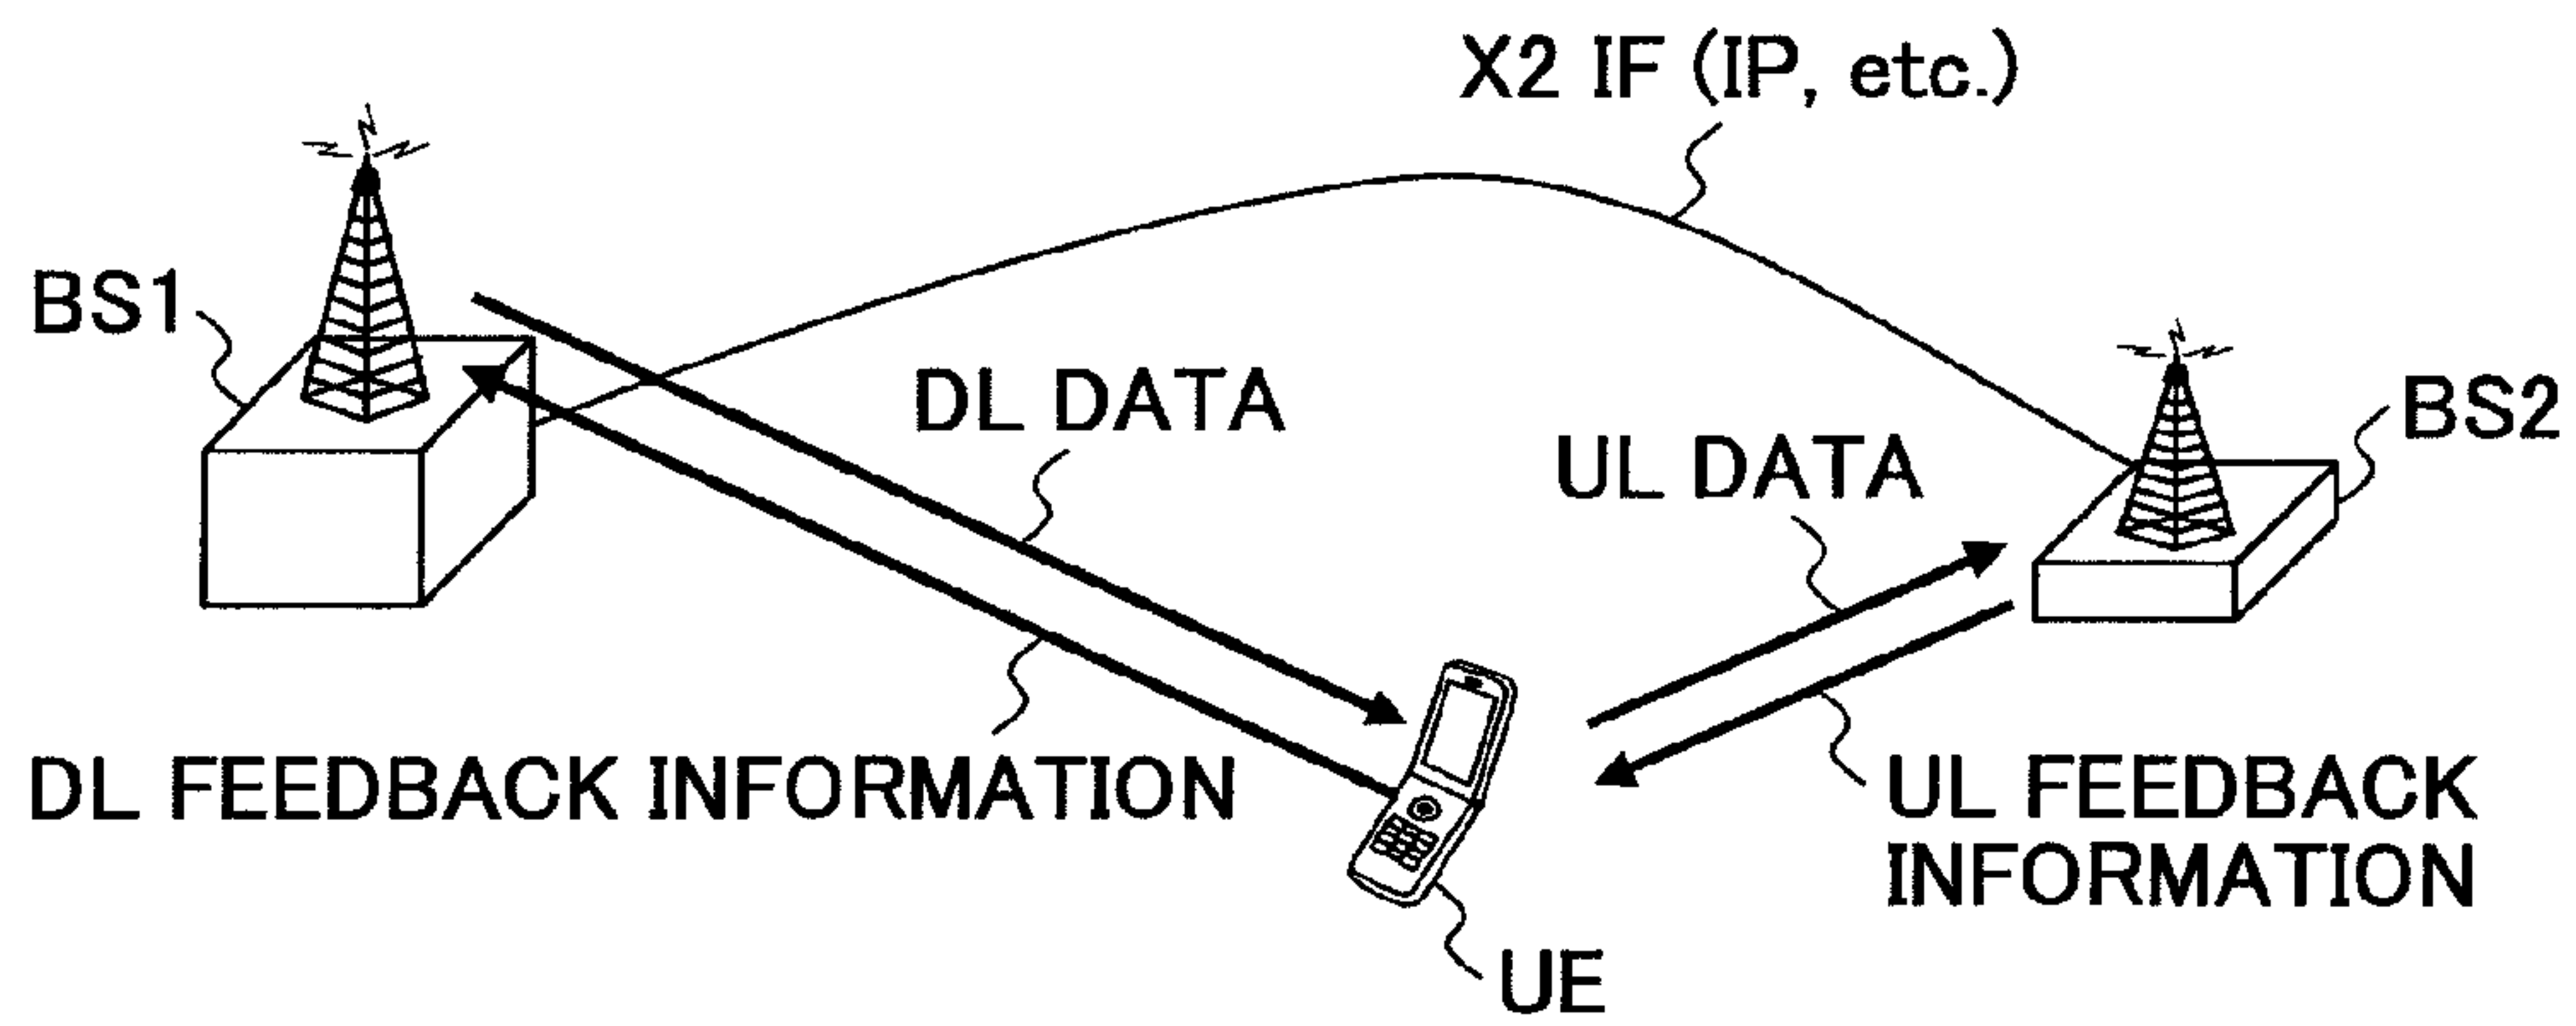 X2 IF (IP, etc.)
BS1
DL DATA
BS2
UL DATA
DL FEEDBACK INFORMATION
UL FEEDBACK
INFORMATION
UE